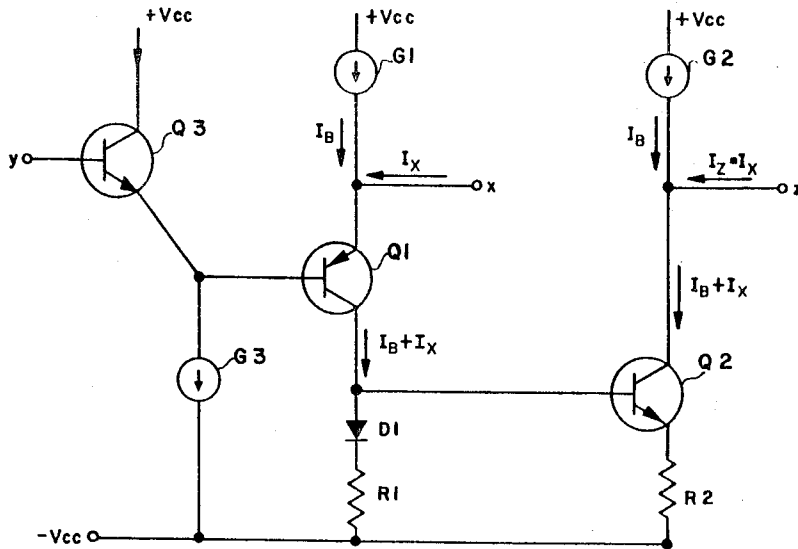 +Vcc
+Vcc
+Vcc
G1
G2
Q3
I_B
I_X
I_B
I_Z=I_X
y
x
z
Q1
I_B+I_X
I_B+I_X
G3
Q2
D1
R1
R2
-Vcc